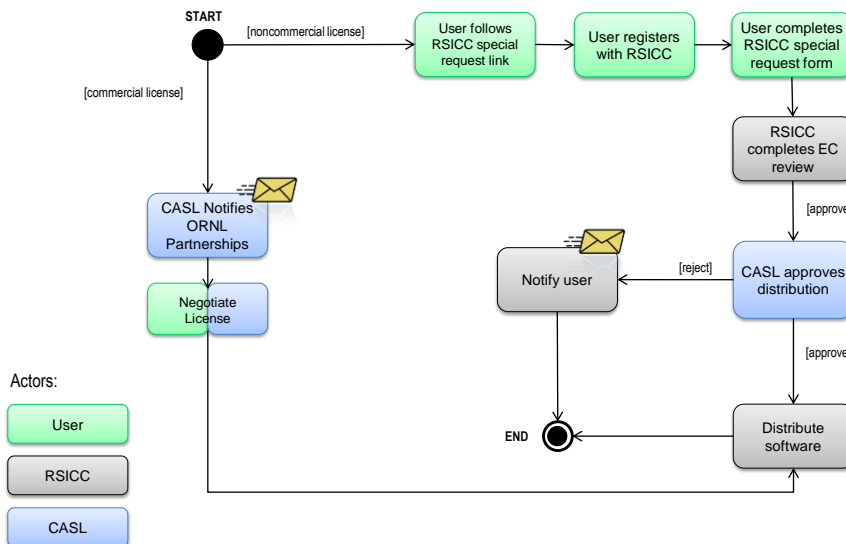 START
[noncommercial license]
User follows
RSICC special
request link
User registers
with RSICC
User completes
RSICC special
request form
[commercial license]
RSICC
completes EC
review
CASL Notifies
ORNL
Partnerships
[approve
Notify user
[reject]
CASL approves
distribution
Negotiate
License
[approve
Actors:
User
END
Distribute
software
RSICC
CASL